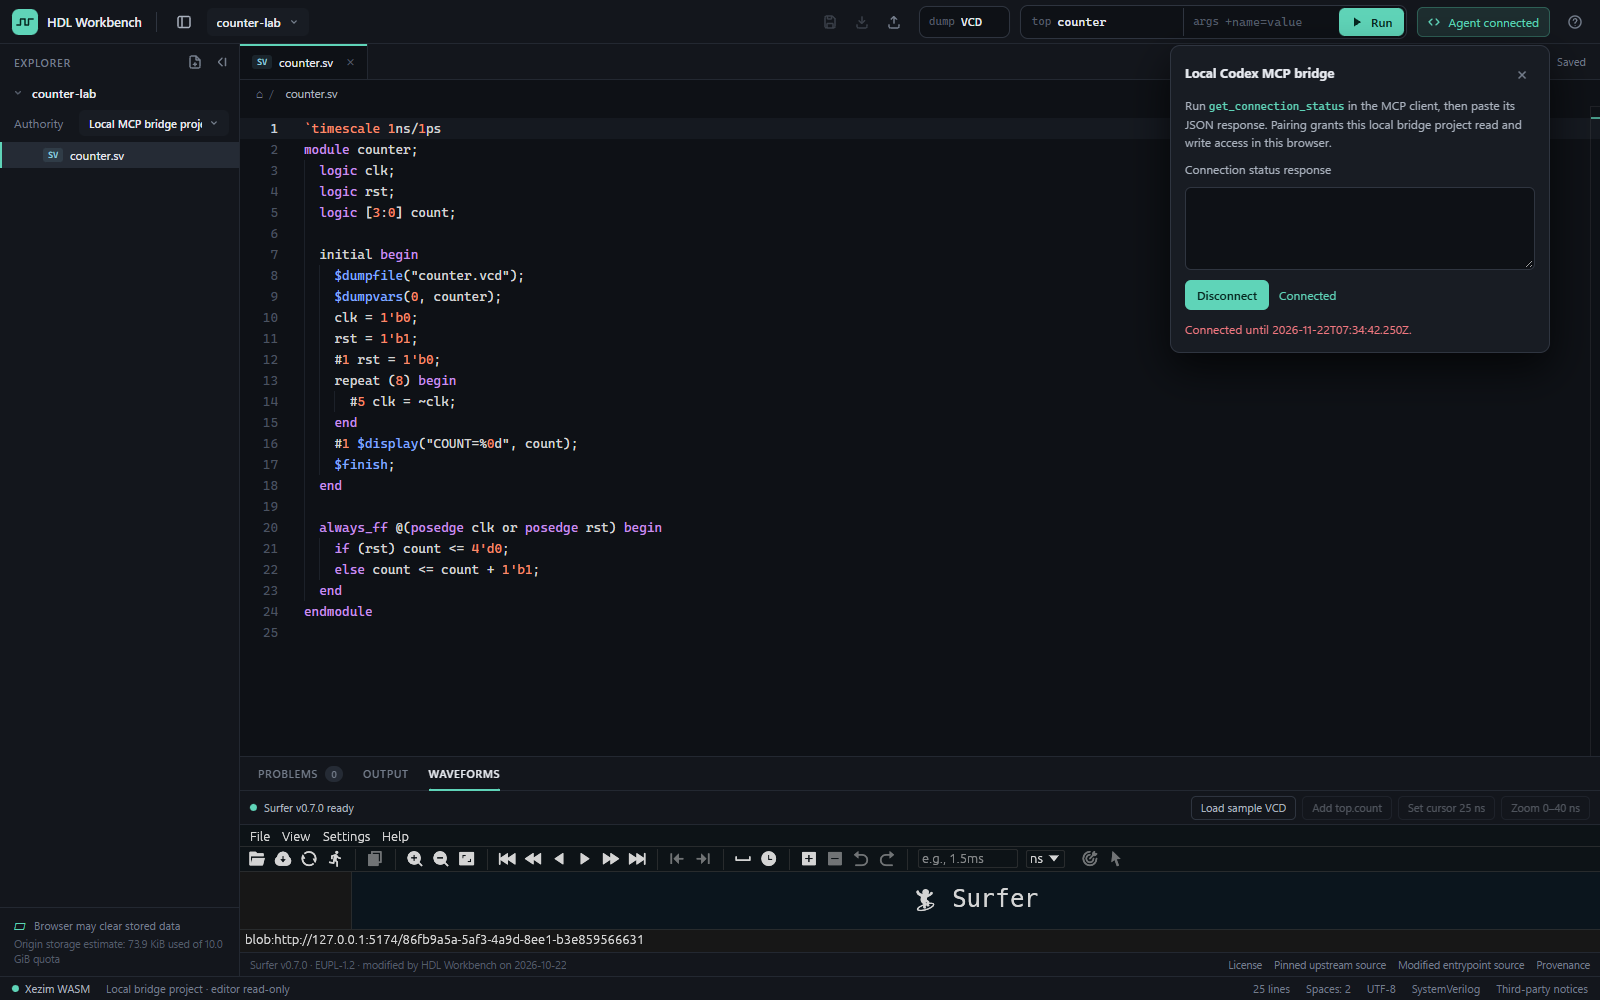 HDL Workbench
counter-lab
dump VCD
top counter
args +name=value
Run
Agent connected
EXPLORER
counter-lab
Authority Local MCP bridge proj
SV counter.sv
SV counter.sv ×
Saved
/ counter.sv
1 `timescale 1ns/1ps
2 module counter;
3 logic clk;
4 logic rst;
5 logic [3:0] count;
6
7 initial begin
8 $dumpfile("counter.vcd");
9 $dumpvars(0, counter);
10 clk = 1'b0;
11 rst = 1'b1;
12 #1 rst = 1'b0;
13 repeat (8) begin
14 #5 clk = ~clk;
15 end
16 #1 $display("COUNT=%0d", count);
17 $finish;
18 end
19
20 always_ff @(posedge clk or posedge rst) begin
21 if (rst) count <= 4'd0;
22 else count <= count + 1'b1;
23 end
24 endmodule
25
Local Codex MCP bridge
Run get_connection_status in the MCP client, then paste its
JSON response. Pairing grants this local bridge project read and
write access in this browser.
Connection status response
Disconnect Connected
Connected until 2026-11-22T07:34:42.250Z.
PROBLEMS 0 OUTPUT WAVEFORMS
Surfer v0.7.0 ready
Load sample VCD Add top.count Set cursor 25 ns Zoom 0–40 ns
File View Settings Help
e.g., 1.5ms ns
Surfer
blob:http://127.0.0.1:5174/86fb9a5a-5af3-4a9d-8ee1-b3e859566631
Surfer v0.7.0 · EUPL-1.2 · modified by HDL Workbench on 2026-10-22
License Pinned upstream source Modified entrypoint source Provenance
Browser may clear stored data
Origin storage estimate: 73.9 KiB used of 10.0
GiB quota
Xezim WASM Local bridge project · editor read-only
25 lines Spaces: 2 UTF-8 SystemVerilog Third-party notices